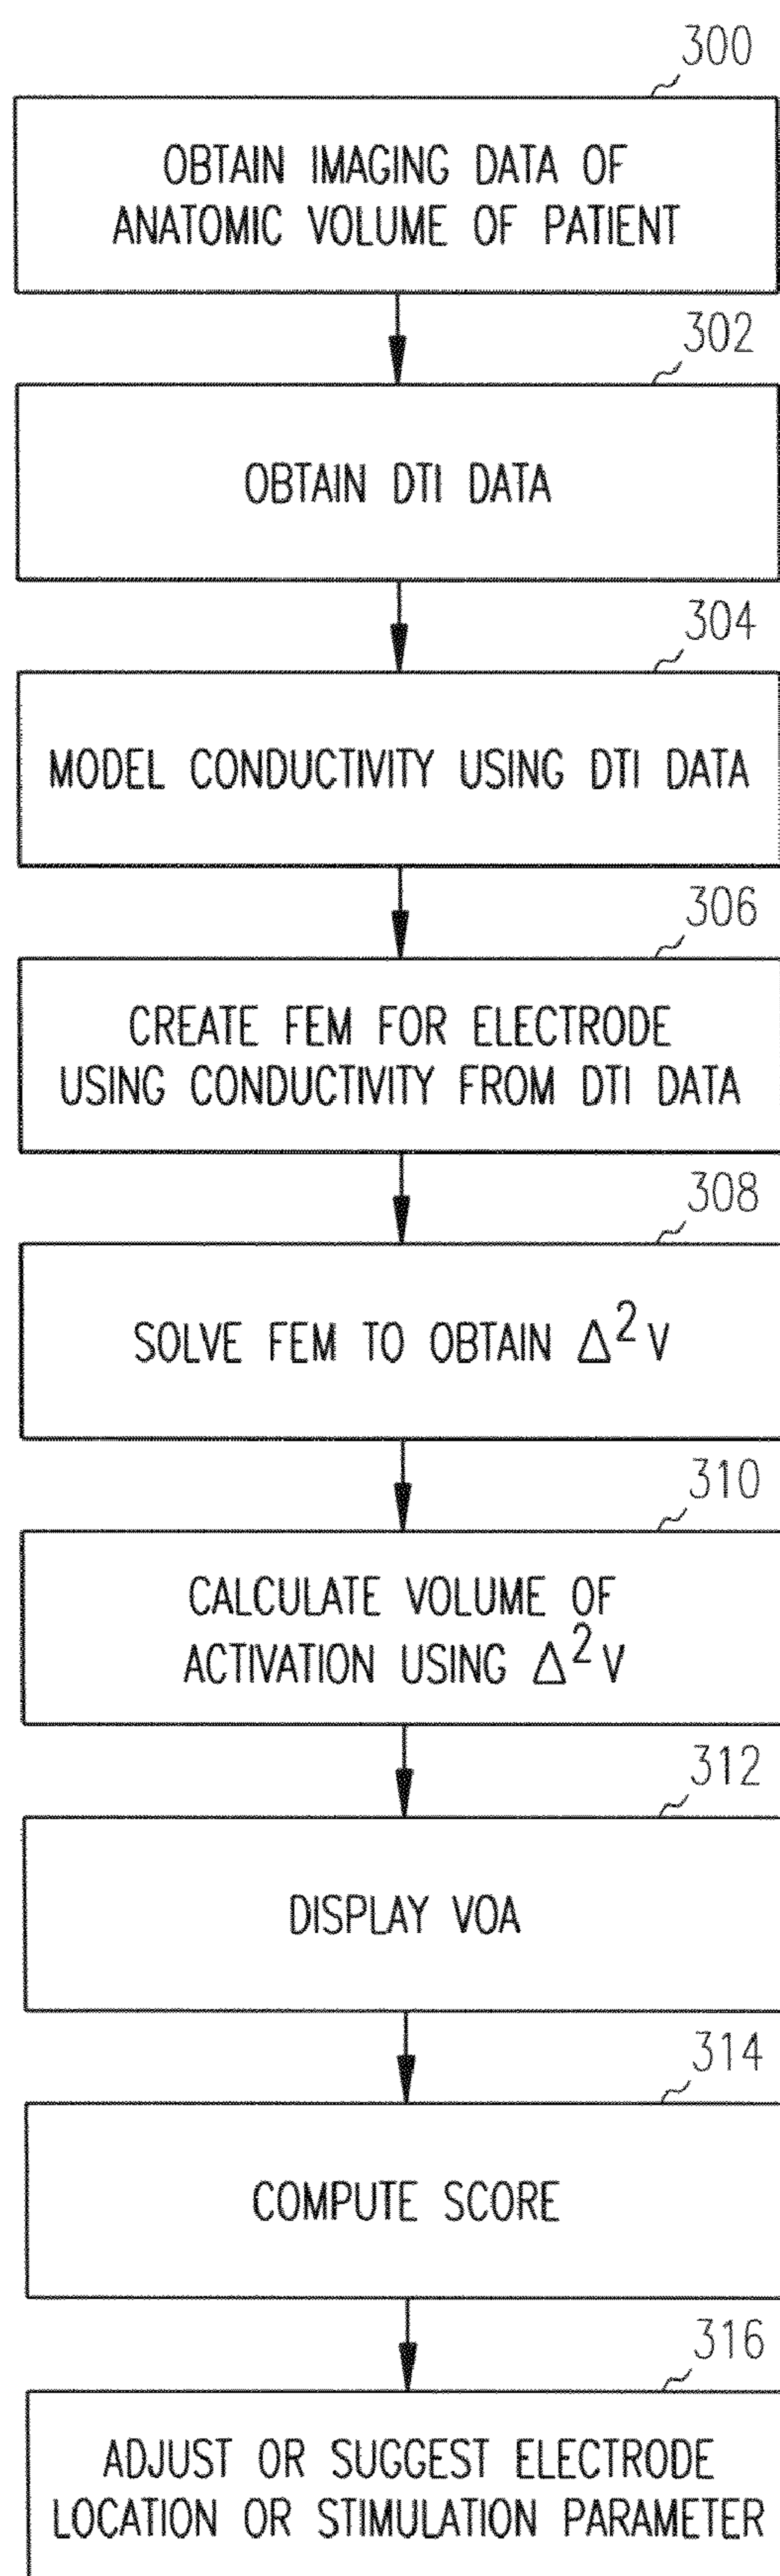 300
OBTAIN IMAGING DATA OF
ANATOMIC VOLUME OF PATIENT
302
OBTAIN DTI DATA
304
MODEL CONDUCTIVITY USING DTI DATA
306
CREATE FEM FOR ELECTRODE
USING CONDUCTIVITY FROM DTI DATA
308
SOLVE FEM TO OBTAIN Δ² V
310
CALCULATE VOLUME OF
ACTIVATION USING Δ² V
312
DISPLAY VOA
314
COMPUTE SCORE
316
ADJUST OR SUGGEST ELECTRODE
LOCATION OR STIMULATION PARAMETER